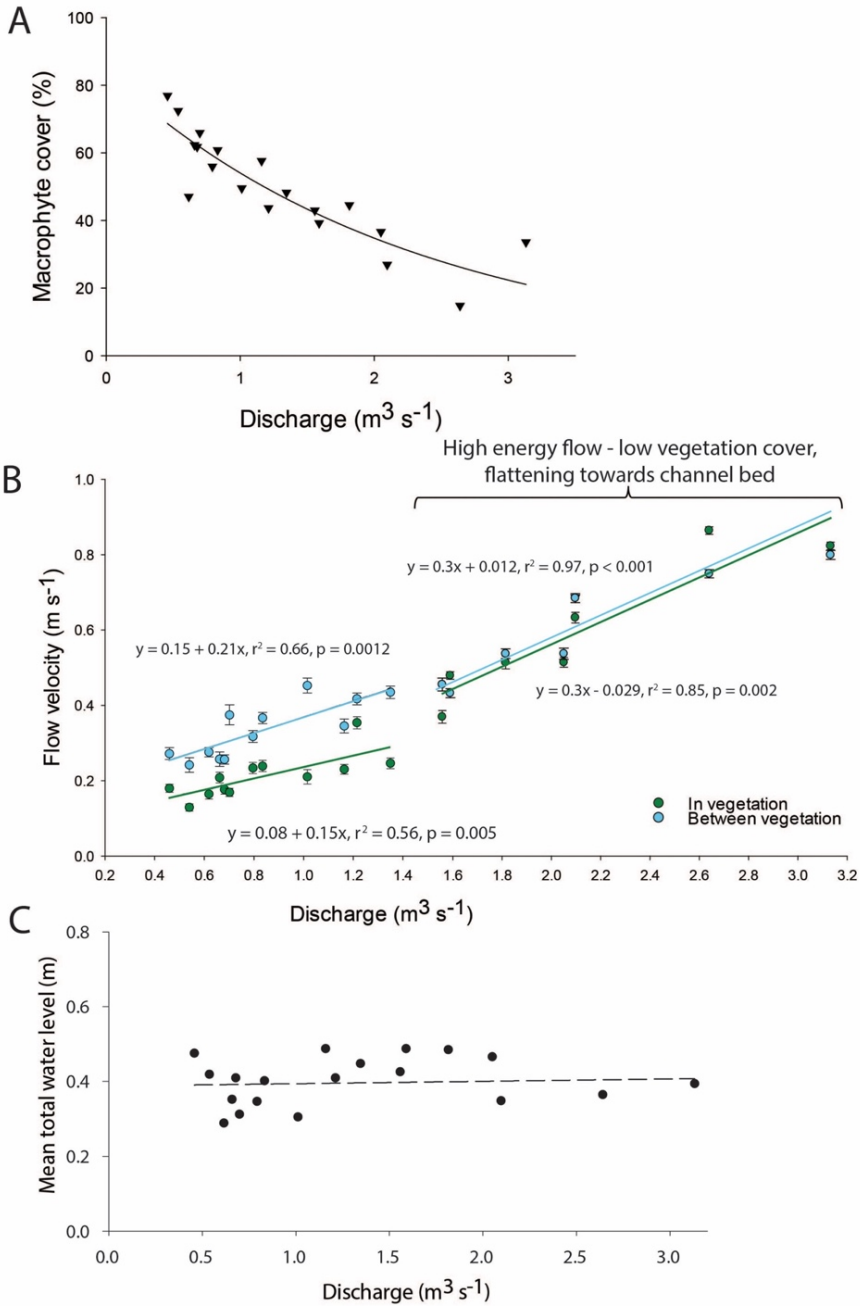 A
100
80
60
40
20
0
Macrophyte cover (%)
0 1 2 3
Discharge (m³ s⁻¹)
High energy flow - low vegetation cover,
flattening towards channel bed
B
1.0
0.8
0.6
0.4
0.2
0.0
Flow velocity (m s⁻¹)
y = 0.3x + 0.012, r² = 0.97, p < 0.001
y = 0.15 + 0.21x, r² = 0.66, p = 0.0012
y = 0.3x - 0.029, r² = 0.85, p = 0.002
In vegetation
Between vegetation
y = 0.08 + 0.15x, r² = 0.56, p = 0.005
0.2 0.4 0.6 0.8 1.0 1.2 1.4 1.6 1.8 2.0 2.2 2.4 2.6 2.8 3.0 3.2
Discharge (m³ s⁻¹)
C
0.8
0.6
0.4
0.2
0.0
Mean total water level (m)
0.0 0.5 1.0 1.5 2.0 2.5 3.0
Discharge (m³ s⁻¹)